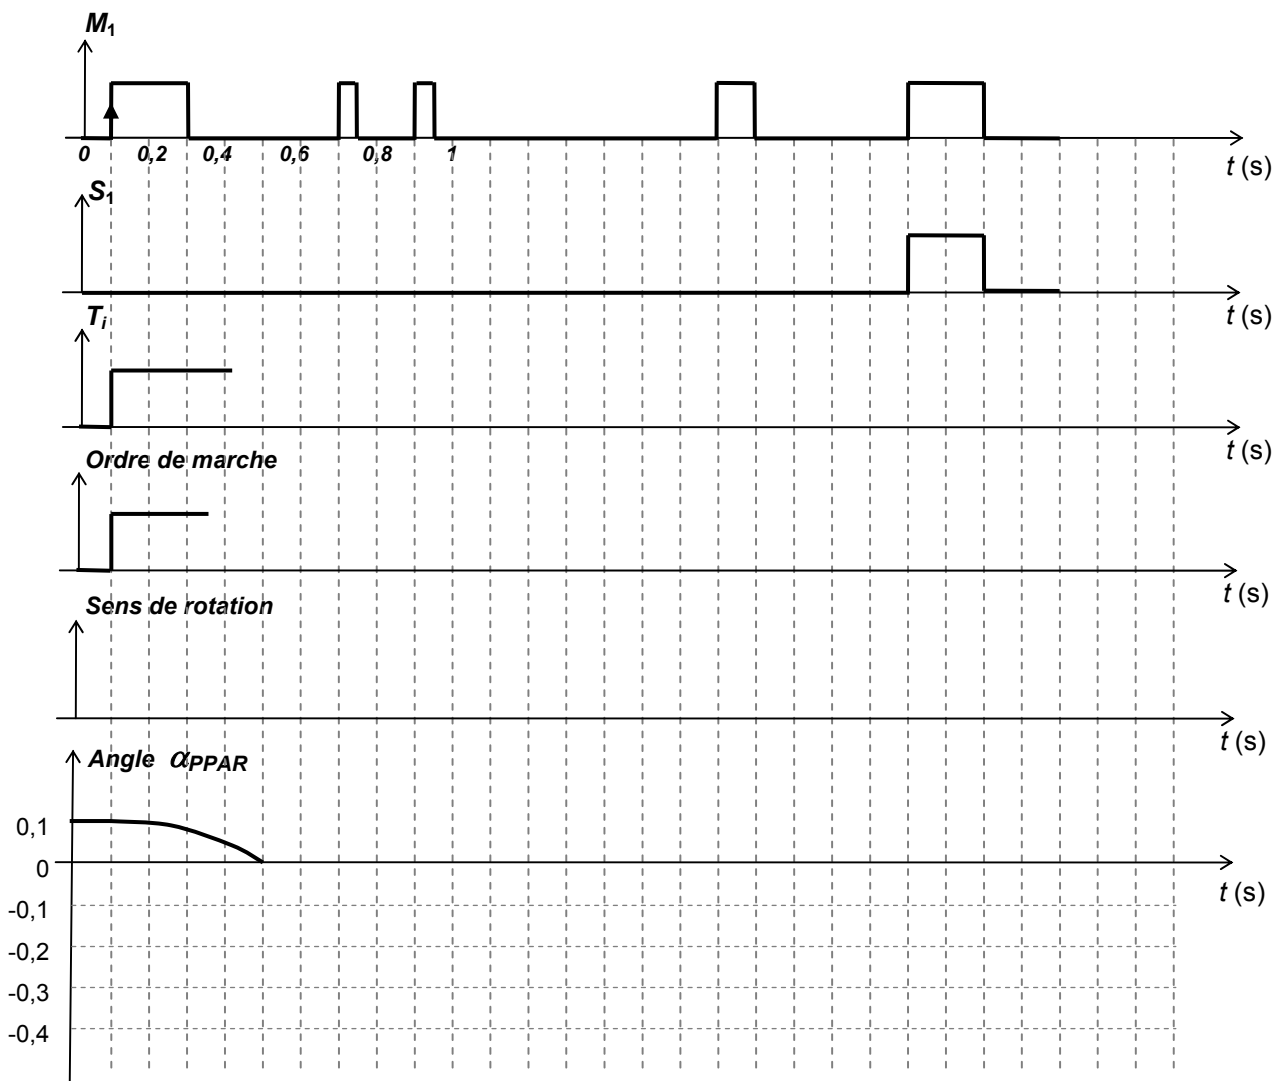 M1
0 0,2 0,4 0,6 0,8 1
t (s)
S1
t (s)
Ti
t (s)
Ordre de marche
t (s)
Sens de rotation
t (s)
Angle αPPAR
0,1
0
t (s)
-0,1
-0,2
-0,3
-0,4